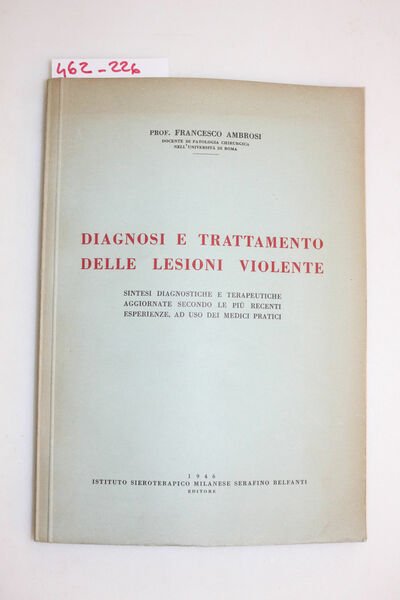 462-226
PROF. FRANCESCO AMBROSI
DOCENTE DI PATOLOGIA CHIRURGICA
NELL'UNIVERSITÀ DI ROMA
DIAGNOSI E TRATTAMENTO
DELLE LESIONI VIOLENTE
SINTESI DIAGNOSTICHE E TERAPEUTICHE
AGGIORNATE SECONDO LE PIÙ RECENTI
ESPERIENZE, AD USO DEI MEDICI PRATICI
1946
ISTITUTO SIEROTERAPICO MILANESE SERAFINO BELFANTI
EDITORE